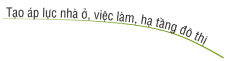 Tạo áp lực nhà ở, việc làm, hạ tầng đô thị